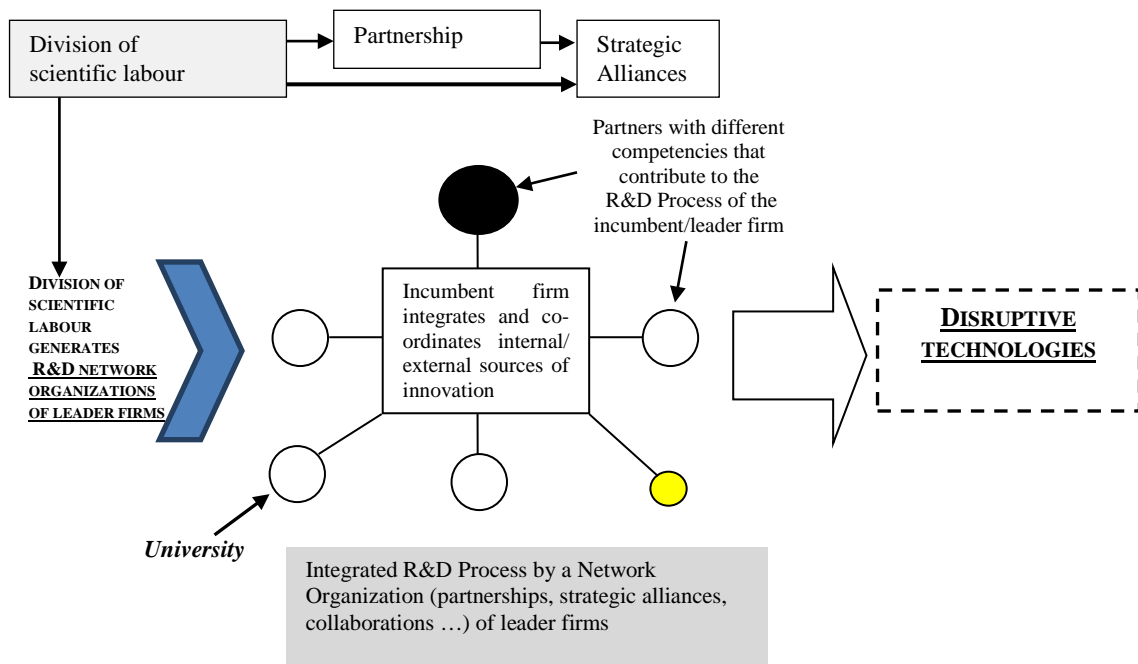 Division of
scientific labour
Partnership
Strategic
Alliances
Partners with different
competencies that
contribute to the
R&D Process of the
incumbent/leader firm
DIVISION OF
SCIENTIFIC
LABOUR
GENERATES
R&D NETWORK
ORGANIZATIONS
OF LEADER FIRMS
Incumbent firm
integrates and co-
ordinates internal/
external sources of
innovation
DISRUPTIVE
TECHNOLOGIES
University
Integrated R&D Process by a Network
Organization (partnerships, strategic alliances,
collaborations …) of leader firms